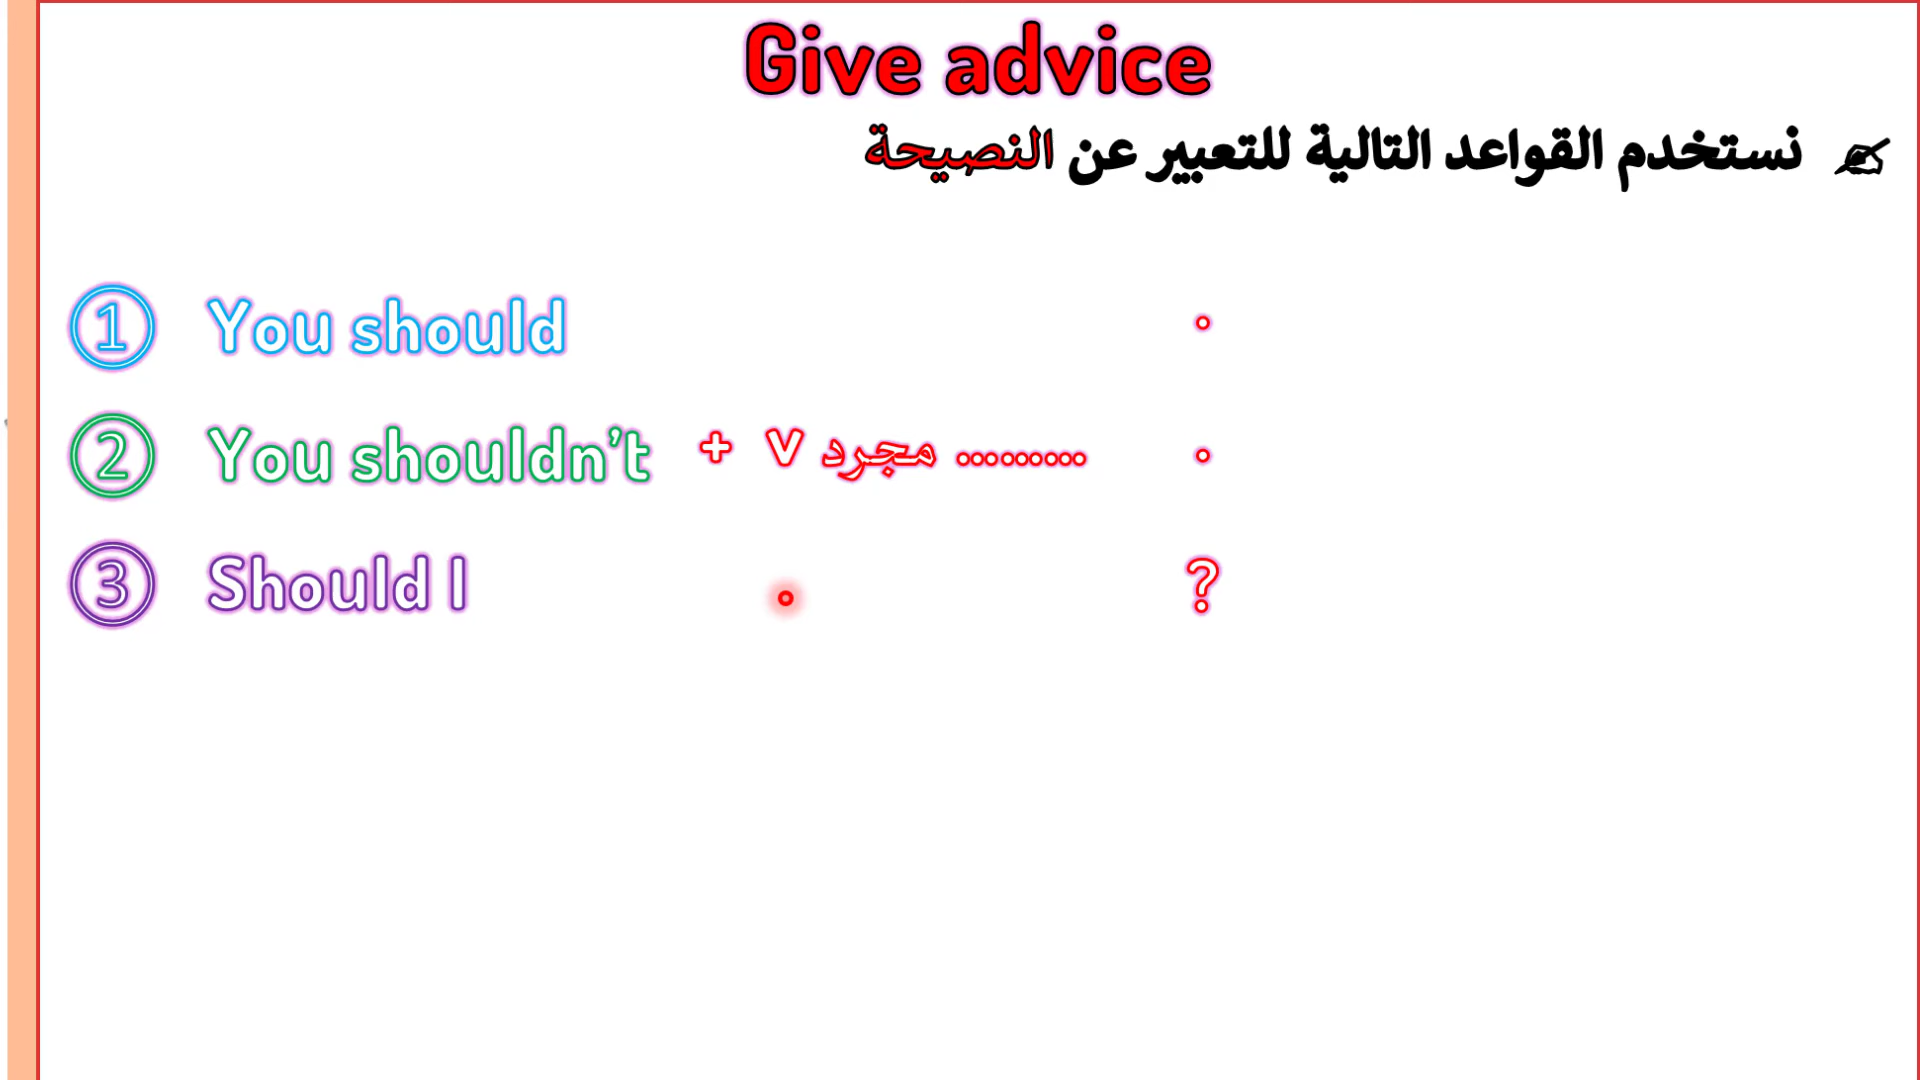 Give advice
نستخدم القواعد التالية للتعبير عن النصيحة
① You should .
② You shouldn’t + v مجرد .......... .
③ Should I ?